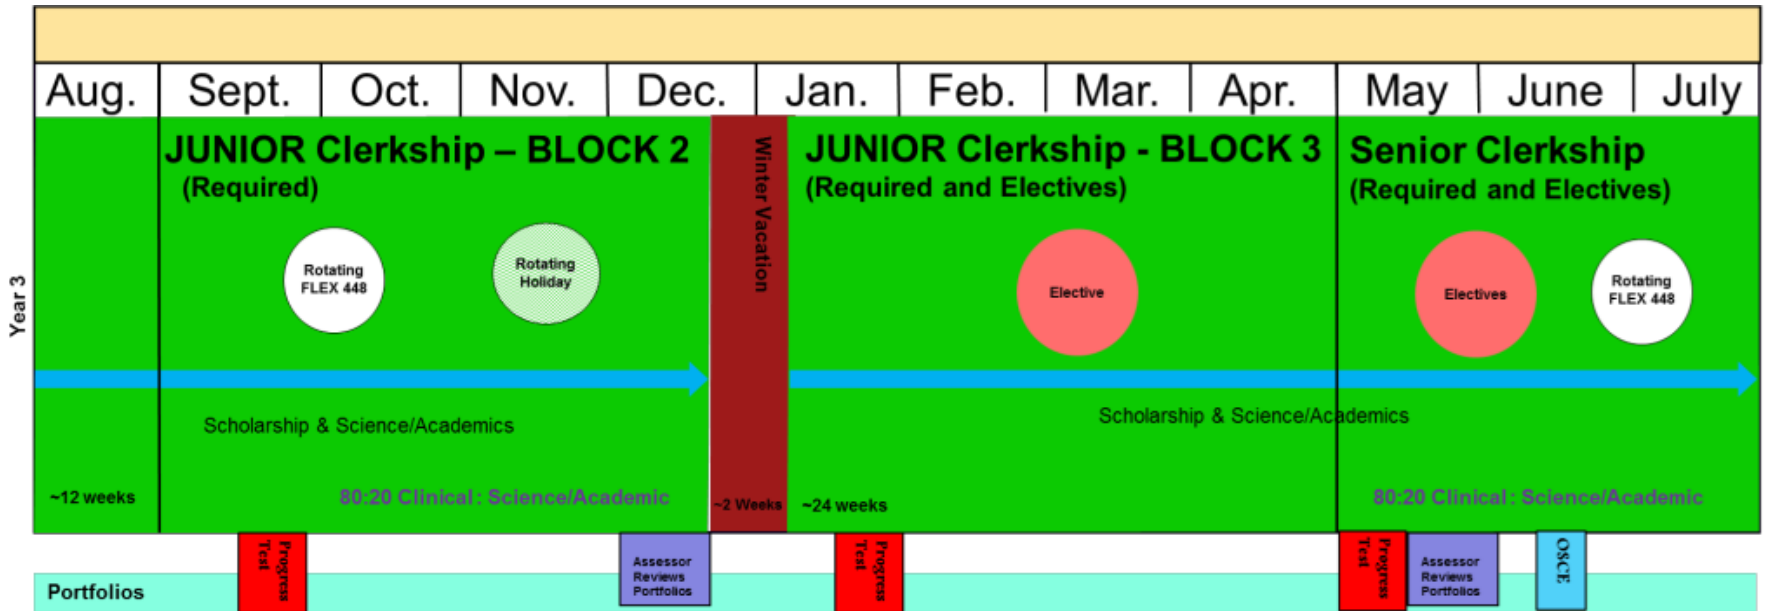 Aug.
Sept.
Oct.
Nov.
Dec.
Jan.
Feb.
Mar.
Apr.
May
June
July
Year 3
JUNIOR Clerkship – BLOCK 2
(Required)
Rotating
FLEX 448
Rotating
Holiday
Scholarship & Science/Academics
~12 weeks
80:20 Clinical: Science/Academic
Winter Vacation
~2 Weeks
JUNIOR Clerkship - BLOCK 3
(Required and Electives)
Elective
Scholarship & Science/Academics
~24 weeks
Senior Clerkship
(Required and Electives)
Electives
Rotating
FLEX 448
80:20 Clinical: Science/Academic
Portfolios
Progress
Test
Assessor
Reviews
Portfolios
Progress
Test
Progress
Test
Assessor
Reviews
Portfolios
OSCE